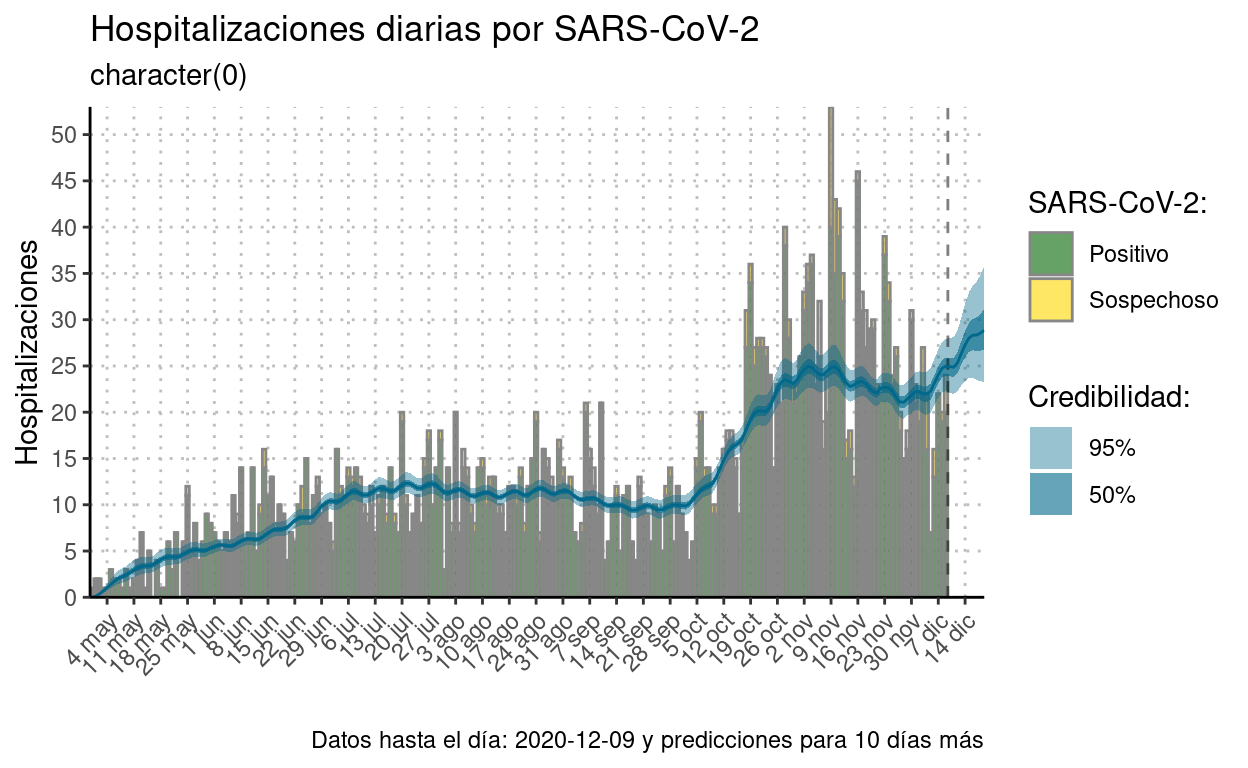 Hospitalizaciones diarias por SARS-CoV-2
character(0)
Hospitalizaciones
50
45
40
35
30
25
20
15
10
5
0
4 may
11 may
18 may
25 may
1 jun
8 jun
15 jun
22 jun
29 jun
6 jul
13 jul
20 jul
27 jul
3 ago
10 ago
17 ago
24 ago
31 ago
7 sep
14 sep
21 sep
28 sep
5 oct
12 oct
19 oct
26 oct
2 nov
9 nov
16 nov
23 nov
30 nov
7 dic
14 dic
SARS-CoV-2:
Positivo
Sospechoso
Credibilidad:
95%
50%
Datos hasta el día: 2020-12-09 y predicciones para 10 días más